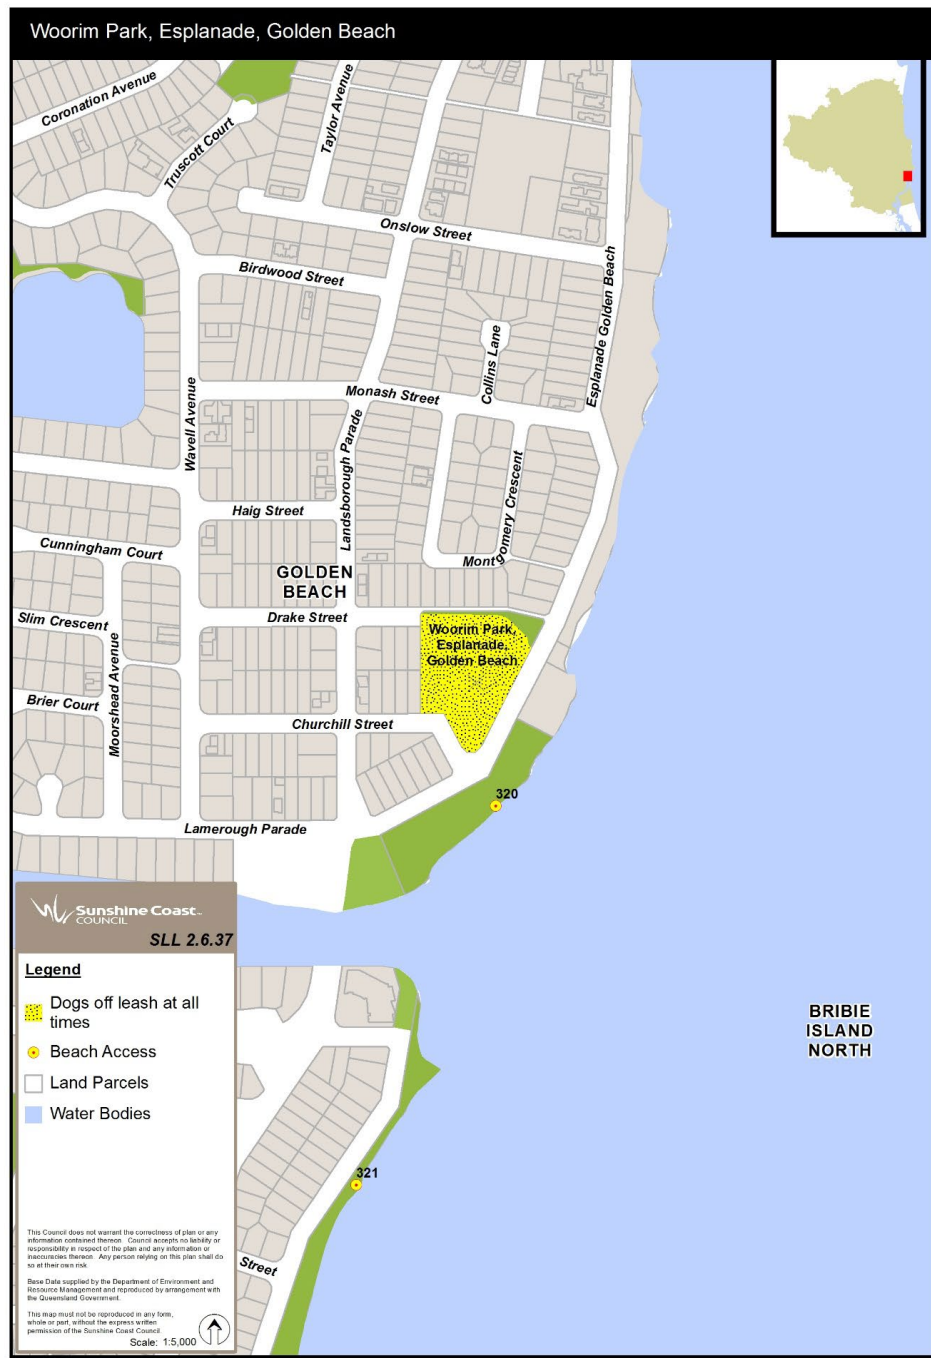 Woorim Park, Esplanade, Golden Beach
Coronation Avenue
Truscott Court
Taylor Avenue
Onslow Street
Birdwood Street
Esplanade Golden Beach
Collins Lane
Monash Street
Wavell Avenue
Landsborough Parade
Montgomery Crescent
Haig Street
Cunningham Court
GOLDEN
BEACH
Drake Street
Slim Crescent
Woorim Park,
Esplanade,
Golden Beach
Moorshead Avenue
Brier Court
Churchill Street
320
Lamerough Parade
Sunshine Coast
COUNCIL
SLL 2.6.37
Legend
Dogs off leash at all
times
Beach Access
Land Parcels
Water Bodies
BRIBIE
ISLAND
NORTH
321
Street
This Council does not warrant the correctness of plan or any
information contained thereon. Council accepts no liability or
responsibility in respect of the plan and any information or
inaccuracies thereon. Any person relying on this plan shall do
so at their own risk.
Base Data supplied by the Department of Environment and
Resource Management and reproduced by arrangement with
the Queensland Government.
This map must not be reproduced in any form,
whole or part, without the express written
permission of the Sunshine Coast Council.
Scale: 1:5,000